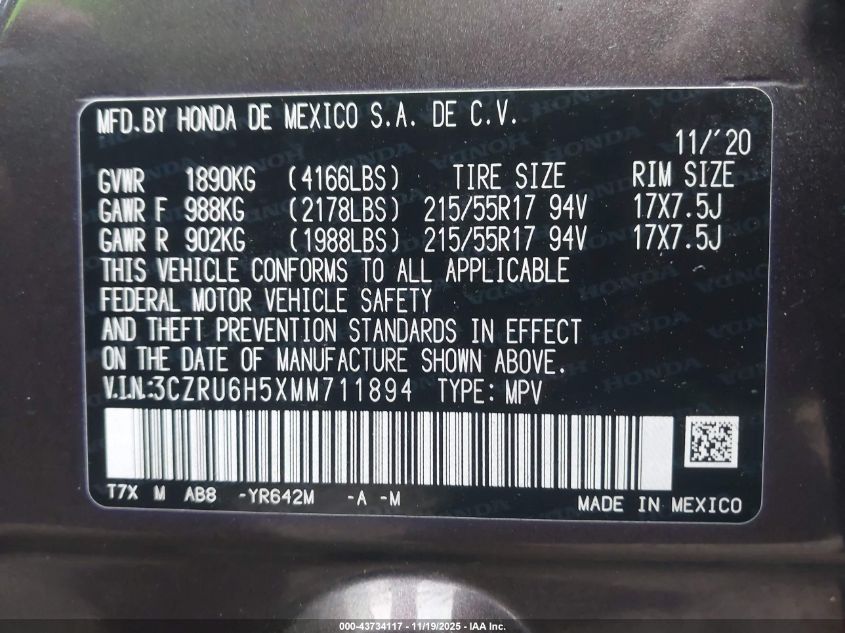 MFD.BY HONDA DE MEXICO S.A. DE C.V.
11/'20
GVWR 1890KG (4166LBS) TIRE SIZE RIM SIZE
GAWR F 988KG (2178LBS) 215/55R17 94V 17X7.5J
GAWR R 902KG (1988LBS) 215/55R17 94V 17X7.5J
THIS VEHICLE CONFORMS TO ALL APPLICABLE
FEDERAL MOTOR VEHICLE SAFETY
AND THEFT PREVENTION STANDARDS IN EFFECT
ON THE DATE OF MANUFACTURE SHOWN ABOVE.
V.I.N:3CZRU6H5XMM711894 TYPE: MPV
T7X M AB8 -YR642M -A -M
MADE IN MEXICO
000-43734117 - 11/19/2025 - IAA Inc.